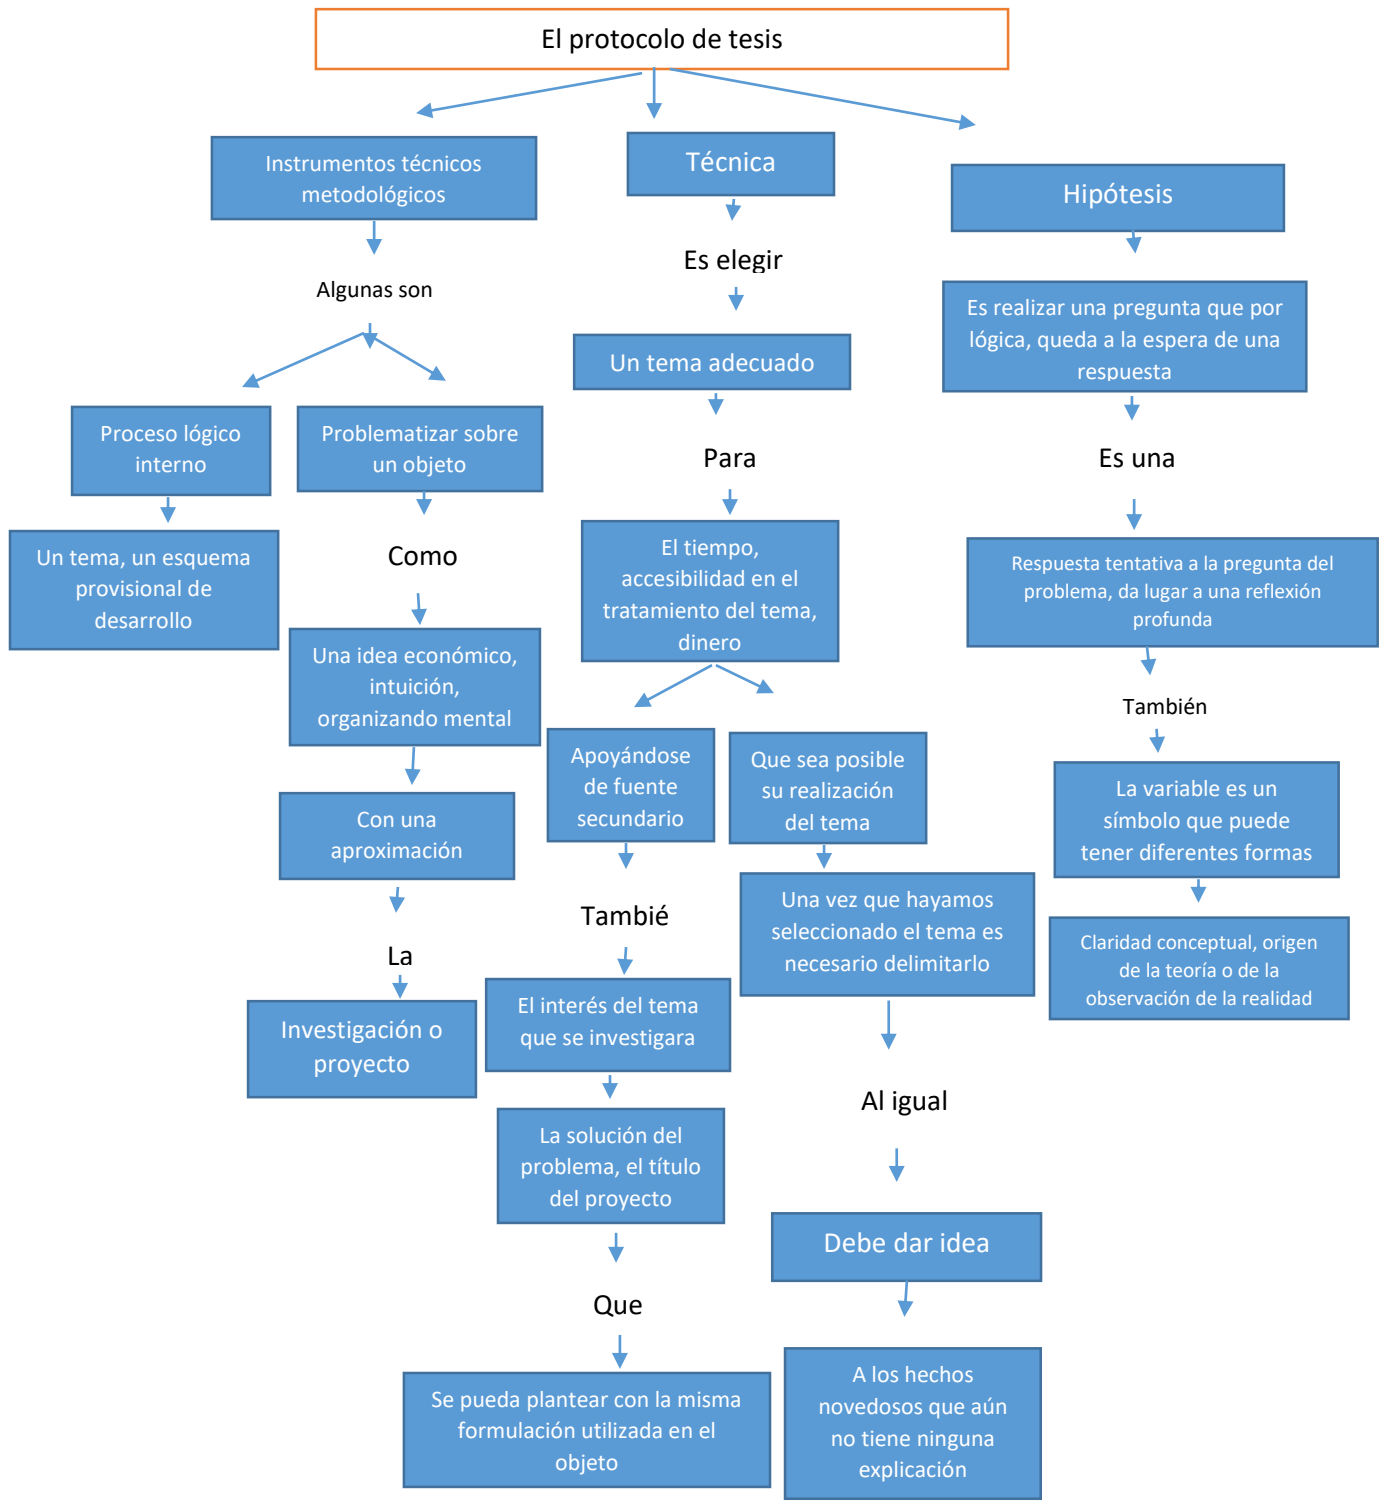 El protocolo de tesis
Instrumentos técnicos
metodológicos
Técnica
Hipótesis
Algunas son
Es elegir
Es realizar una pregunta que por
lógica, queda a la espera de una
respuesta
Proceso lógico
interno
Problematizar sobre
un objeto
Un tema adecuado
Para
Es una
Un tema, un esquema
provisional de
desarrollo
Como
El tiempo,
accesibilidad en el
tratamiento del tema,
dinero
Respuesta tentativa a la pregunta del
problema, da lugar a una reflexión
profunda
Una idea económico,
intuición,
organizando mental
También
Apoyándose
de fuente
secundario
Que sea posible
su realización
del tema
La variable es un
símbolo que puede
tener diferentes formas
Con una
aproximación
Tambié
Una vez que hayamos
seleccionado el tema es
necesario delimitarlo
Claridad conceptual, origen
de la teoría o de la
observación de la realidad
La
Investigación o
proyecto
El interés del tema
que se investigara
Al igual
La solución del
problema, el título
del proyecto
Debe dar idea
Que
Se pueda plantear con la misma
formulación utilizada en el
objeto
A los hechos
novedosos que aún
no tiene ninguna
explicación